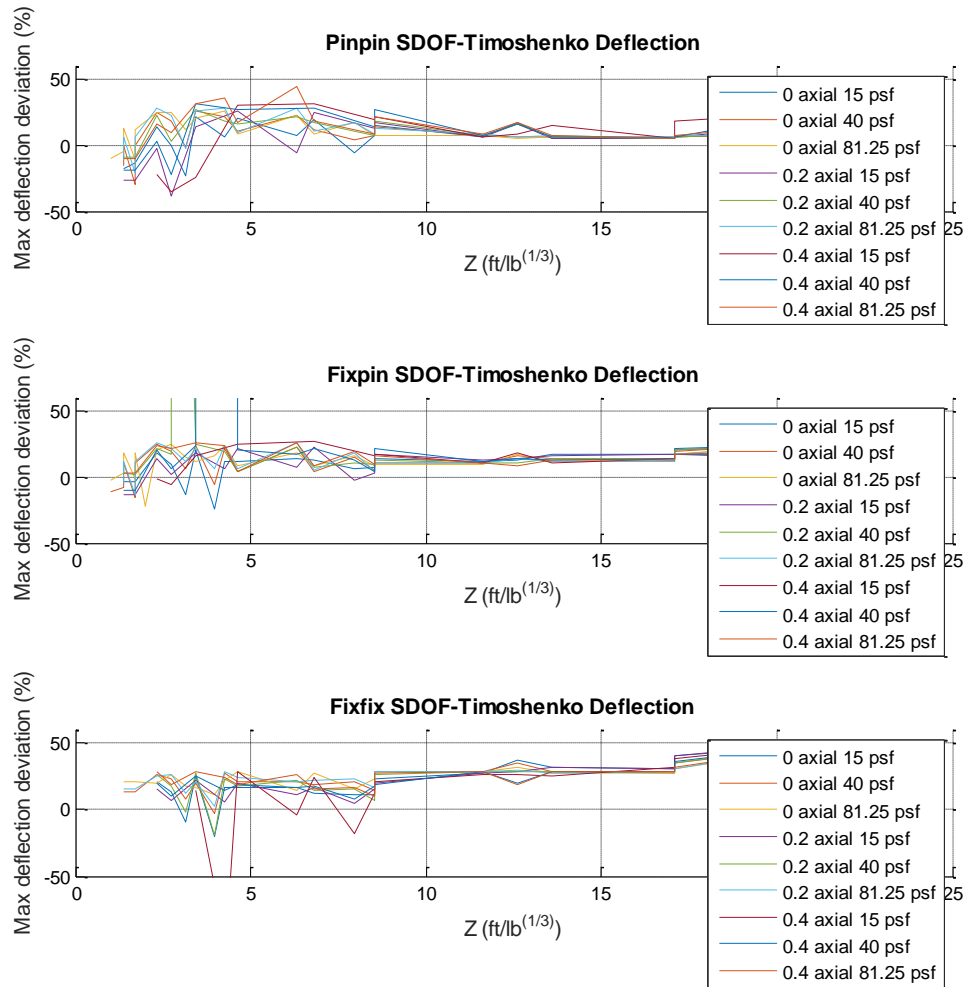 Pinpin SDOF-Timoshenko Deflection
Max deflection deviation (%)
50
0
-50
0
5
10
15
25
Z (ft/lb^(1/3))
0 axial 15 psf
0 axial 40 psf
0 axial 81.25 psf
0.2 axial 15 psf
0.2 axial 40 psf
0.2 axial 81.25 psf
0.4 axial 15 psf
0.4 axial 40 psf
0.4 axial 81.25 psf
Fixpin SDOF-Timoshenko Deflection
Max deflection deviation (%)
50
0
-50
0
5
10
15
25
Z (ft/lb^(1/3))
0 axial 15 psf
0 axial 40 psf
0 axial 81.25 psf
0.2 axial 15 psf
0.2 axial 40 psf
0.2 axial 81.25 psf
0.4 axial 15 psf
0.4 axial 40 psf
0.4 axial 81.25 psf
Fixfix SDOF-Timoshenko Deflection
Max deflection deviation (%)
50
0
-50
0
5
10
15
25
Z (ft/lb^(1/3))
0 axial 15 psf
0 axial 40 psf
0 axial 81.25 psf
0.2 axial 15 psf
0.2 axial 40 psf
0.2 axial 81.25 psf
0.4 axial 15 psf
0.4 axial 40 psf
0.4 axial 81.25 psf